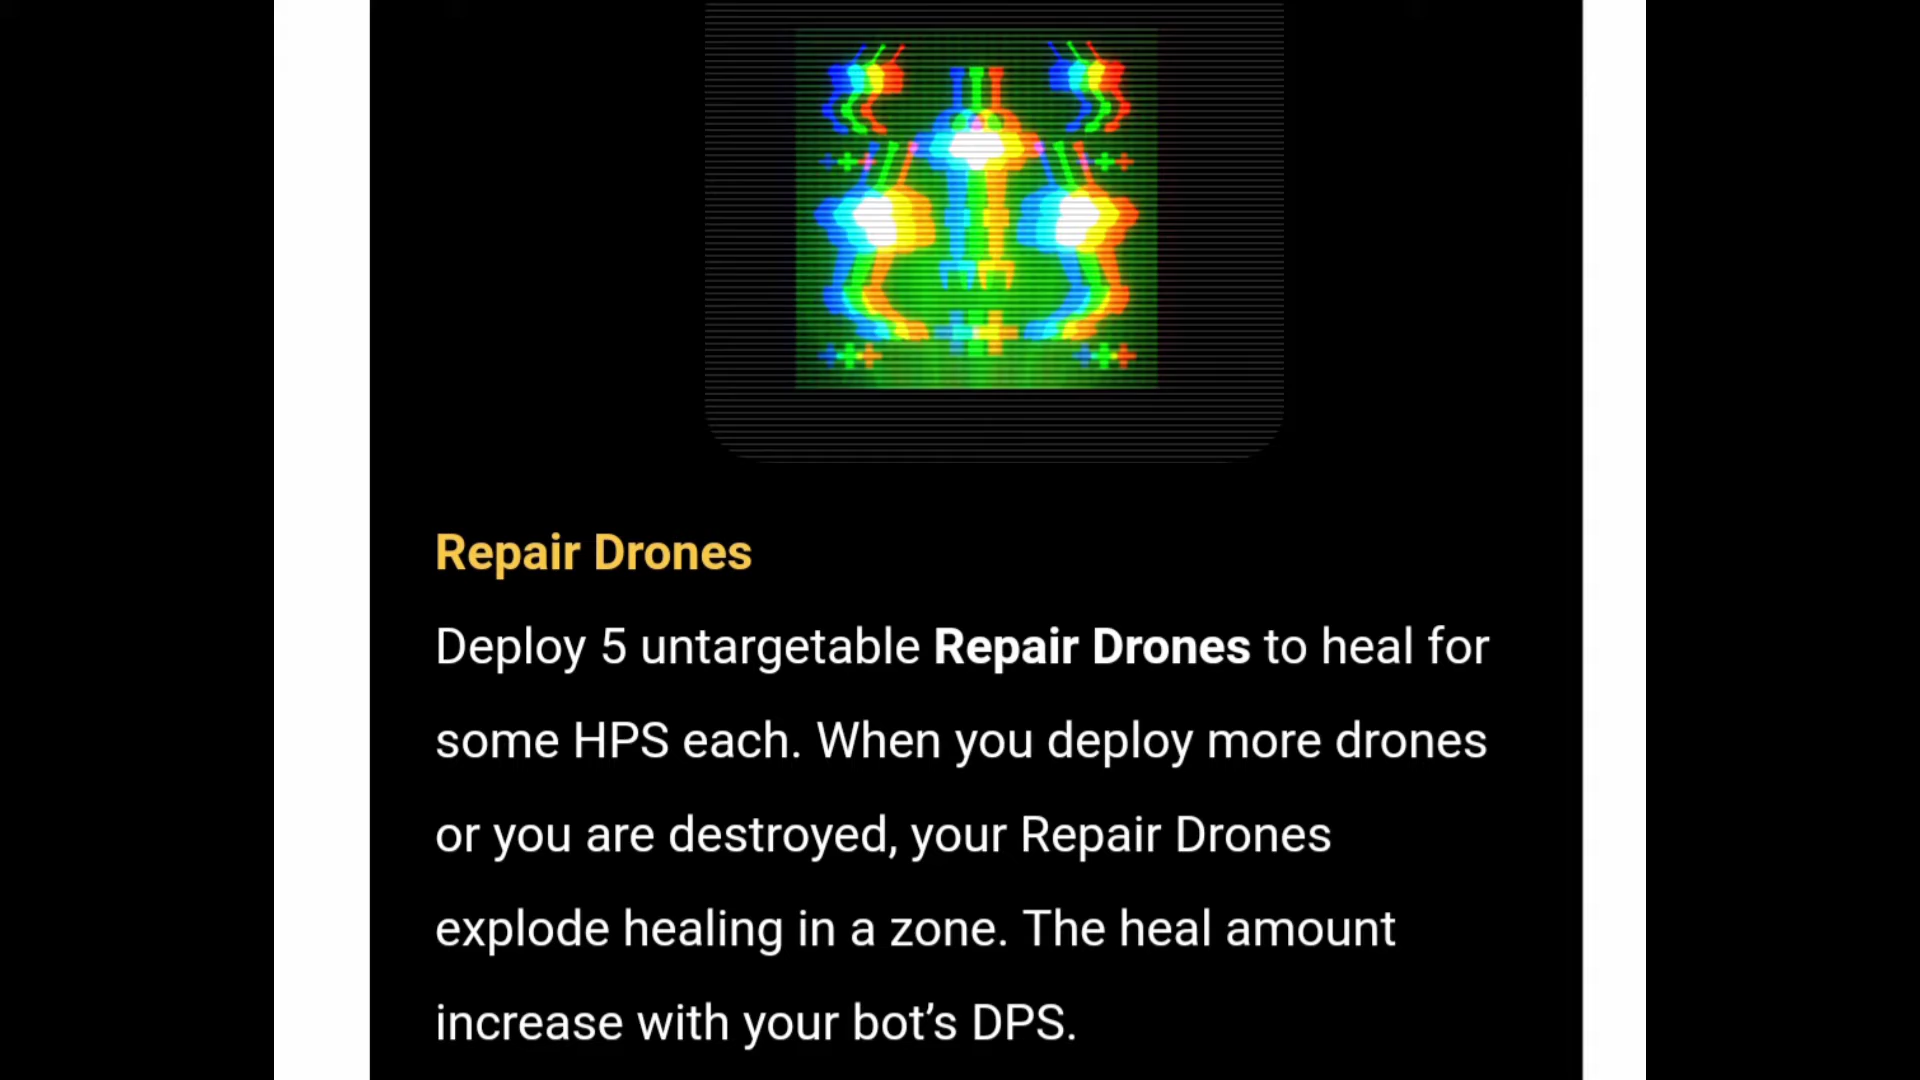 Repair Drones
Deploy 5 untargetable Repair Drones to heal for
some HPS each. When you deploy more drones
or you are destroyed, your Repair Drones
explode healing in a zone. The heal amount
increase with your bot’s DPS.